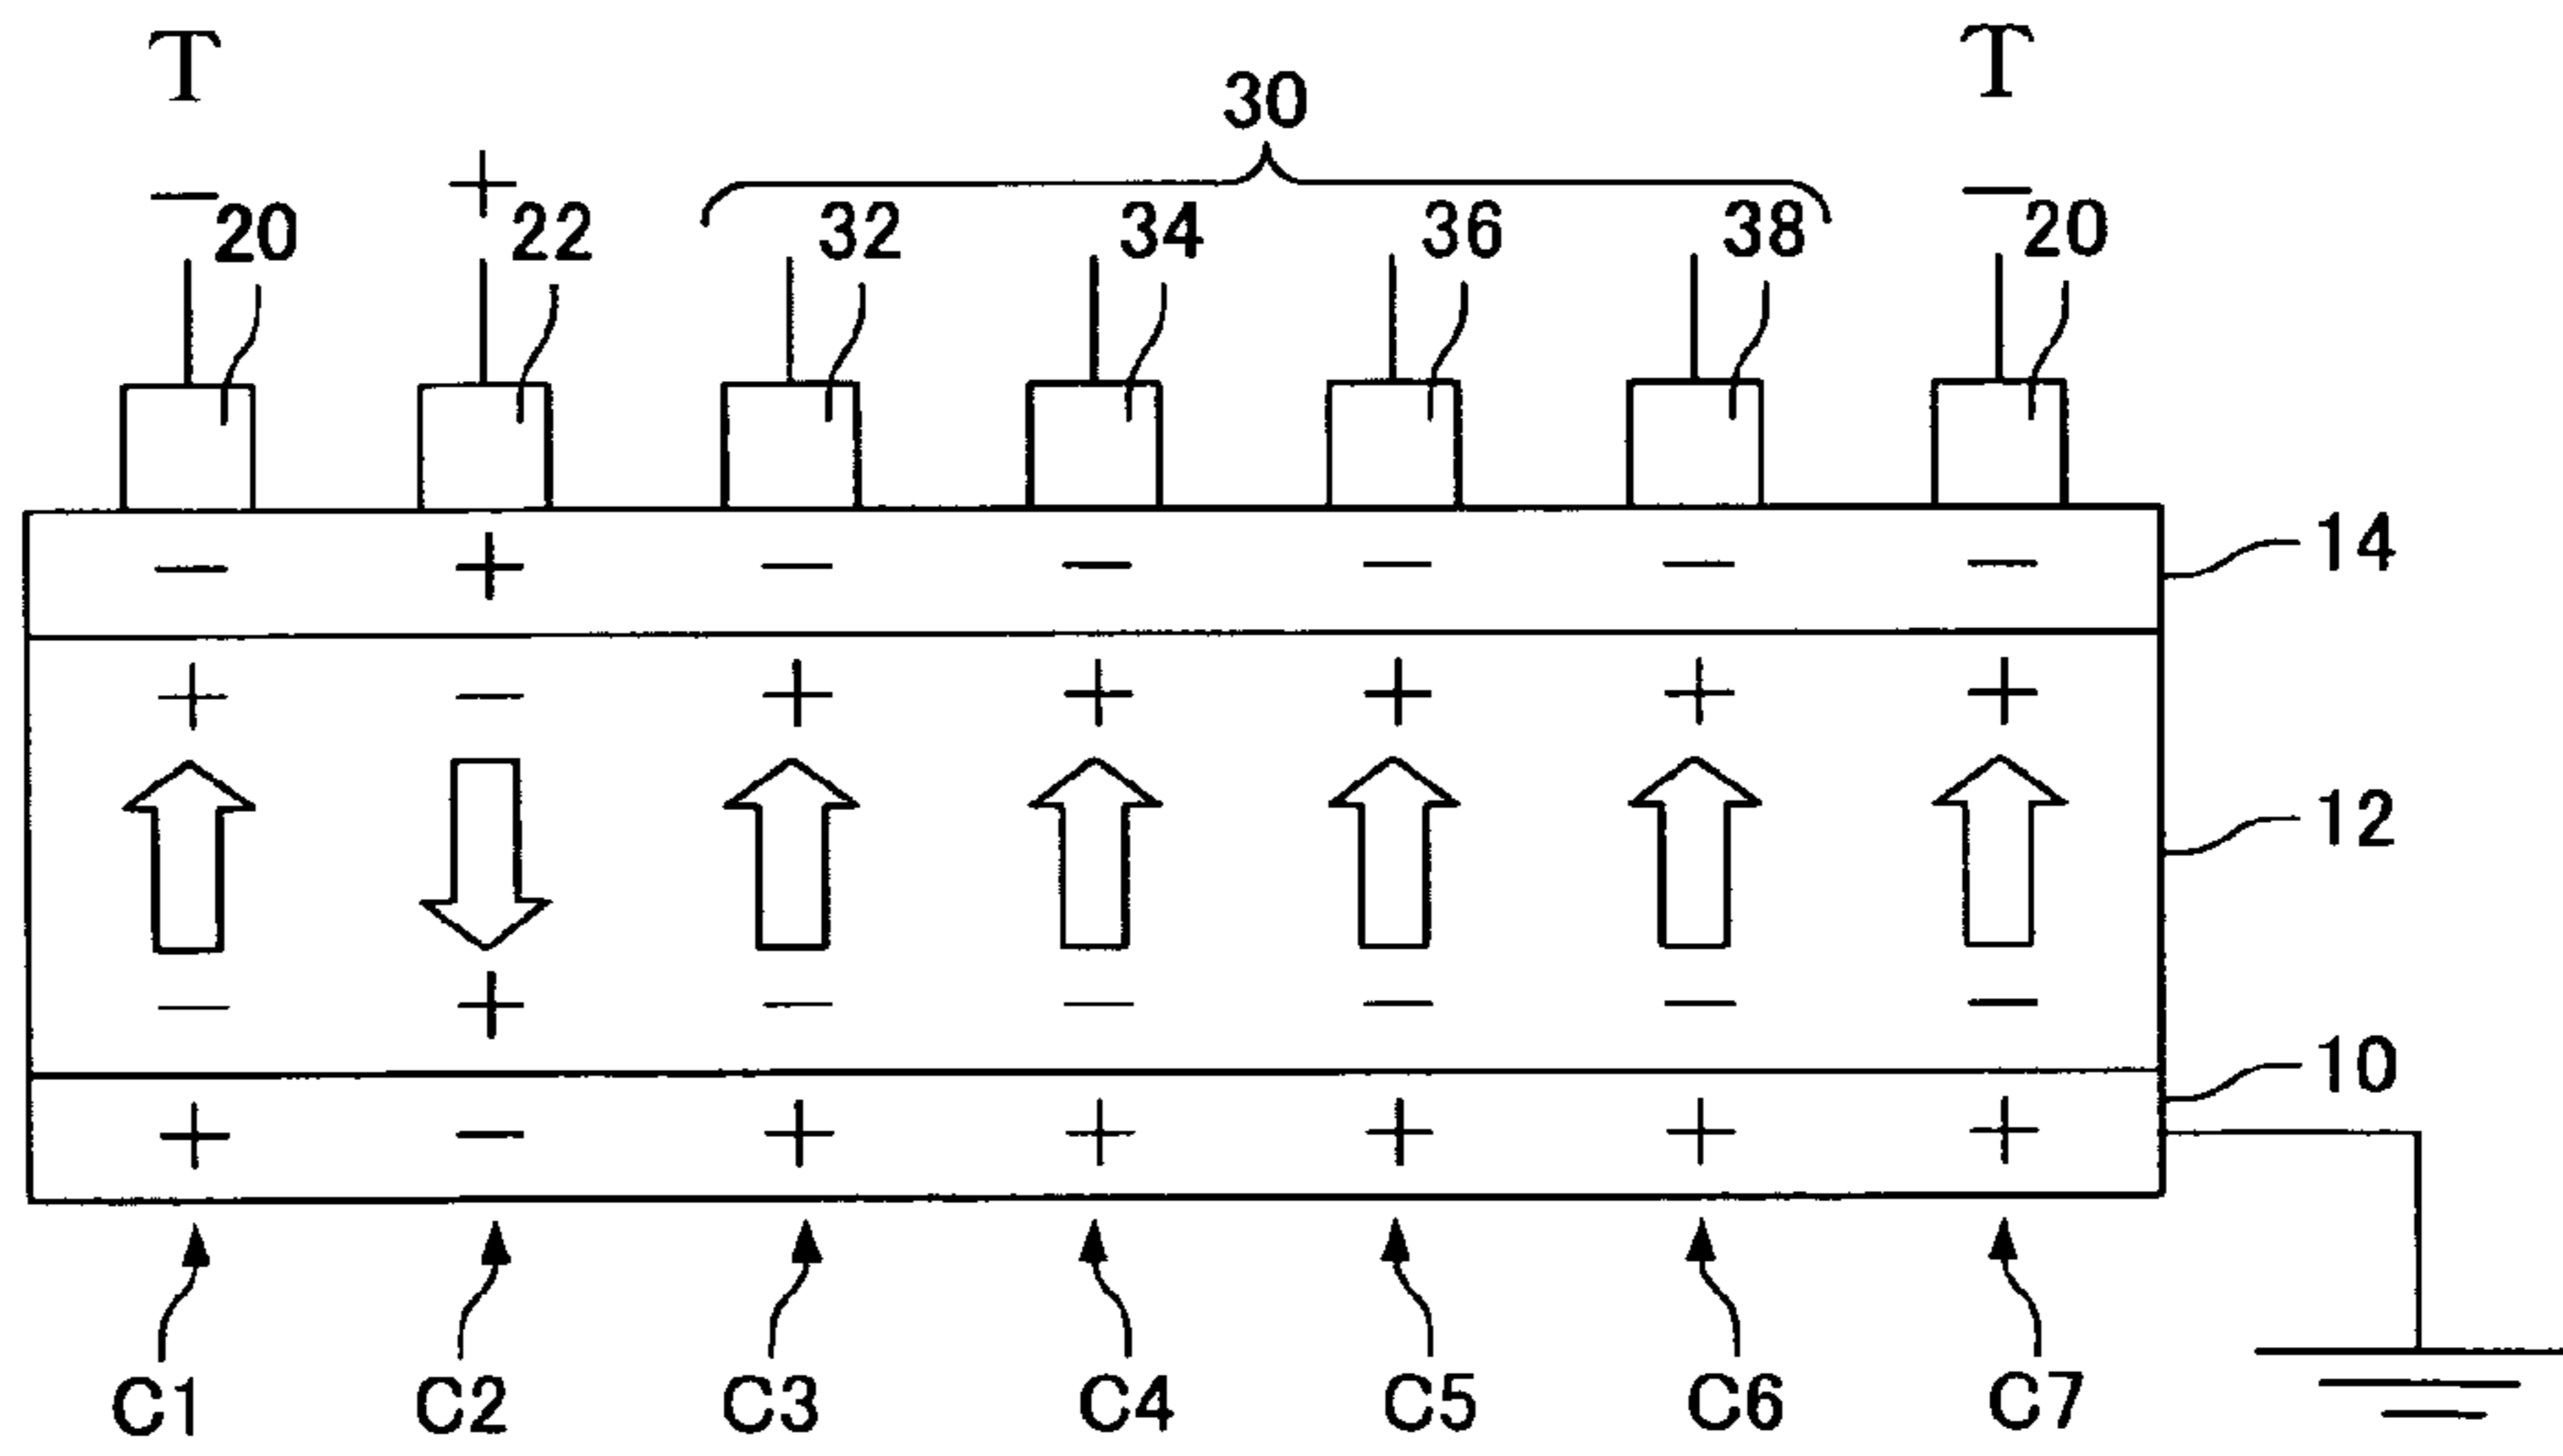 T T
30
− + −
20 22 32 34 36 38 20
− + − − − − − 14
+ − + + + + +
12
− + − − − − −
10
+ − + + + + +
C1 C2 C3 C4 C5 C6 C7